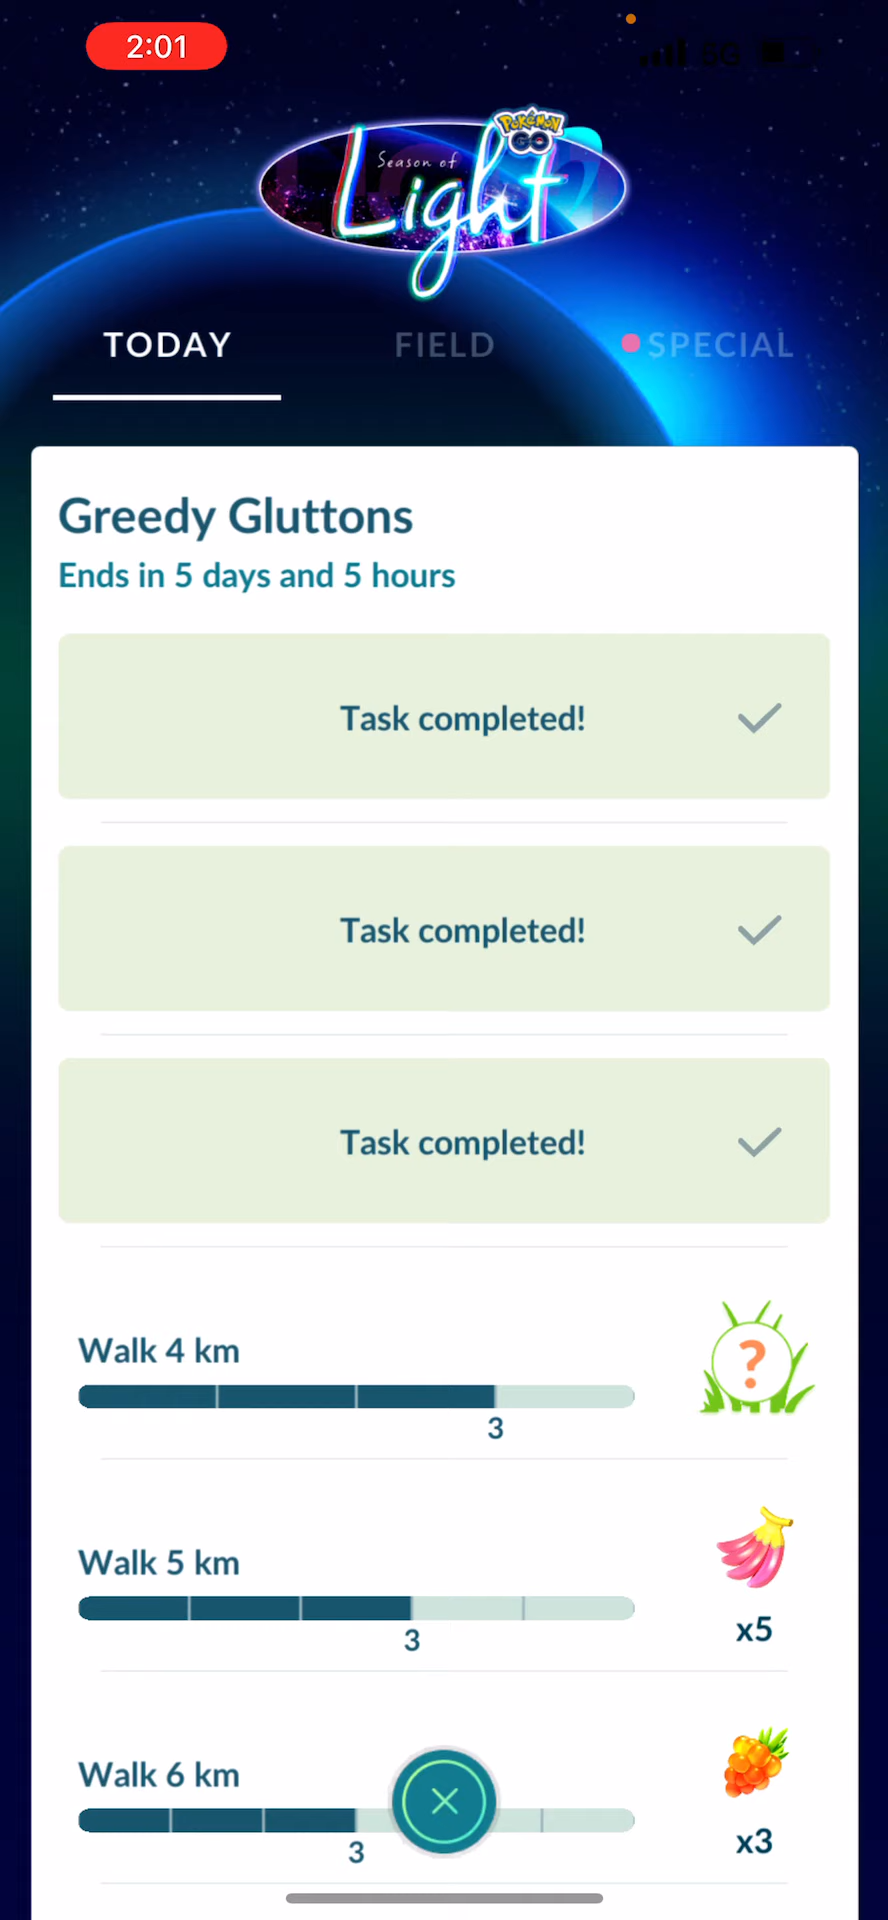 2:01
5G
Pokémon
GO
Season of
Light
TODAY
FIELD
SPECIAL
Greedy Gluttons
Ends in 5 days and 5 hours
Task completed!
Task completed!
Task completed!
Walk 4 km
?
3
Walk 5 km
3
x5
Walk 6 km
3
x3